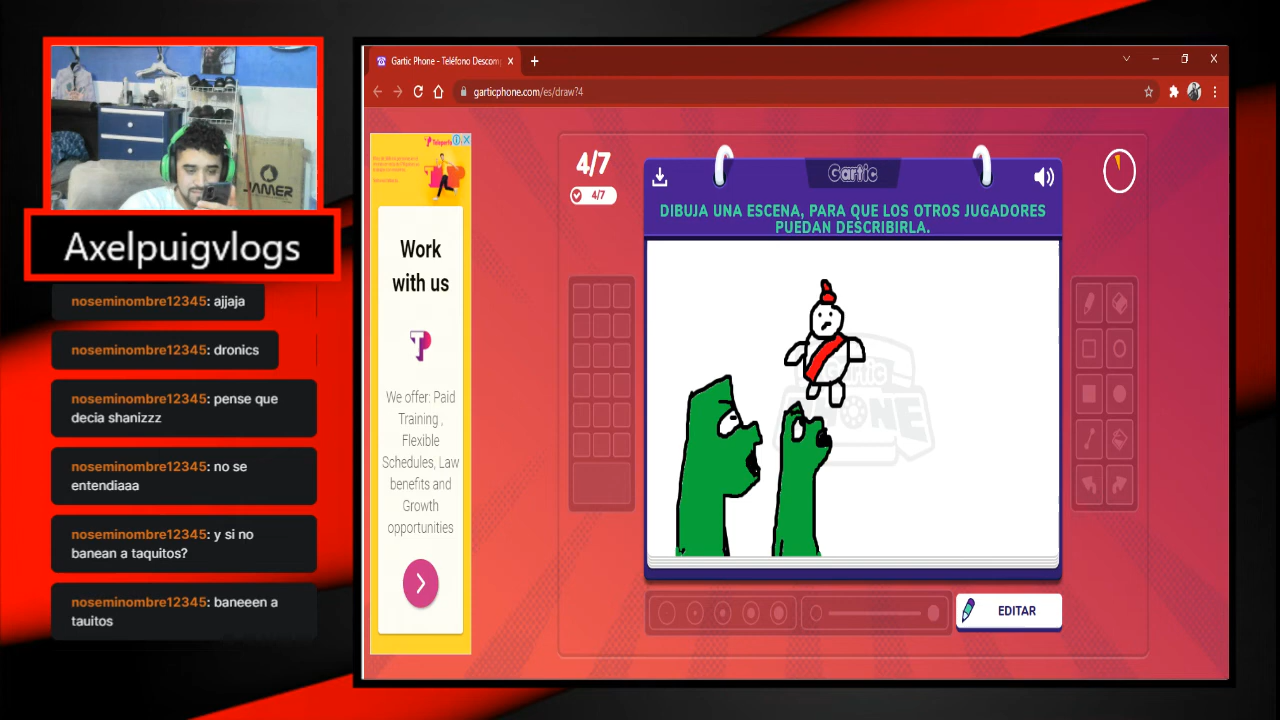 JAMER
Axelpuigvlogs
noseminombre12345: ajjaja
noseminombre12345: dronics
noseminombre12345: pense que
decia shanizzz
noseminombre12345: no se
entendiaaa
noseminombre12345: y si no
banean a taquitos?
noseminombre12345: baneeen a
tauitos
Gartic Phone - Teléfono Descom
garticphone.com/es/draw?4
Work
with us
We offer: Paid
Training ,
Flexible
Schedules, Law
benefits and
Growth
opportunities
4/7
4/7
Gartic
DIBUJA UNA ESCENA, PARA QUE LOS OTROS JUGADORES
PUEDAN DESCRIBIRLA.
Gartic
PHONE
EDITAR